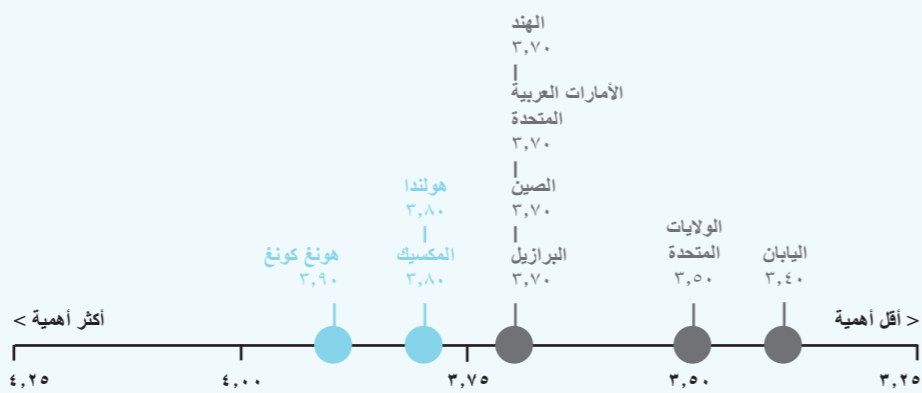 الهند
٣,٧٠
الأمارات العربية
المتحدة
٣,٧٠
الصين
٣,٧٠
البرازيل
٣,٧٠
هولندا
٣,٨٠
المكسيك
٣,٨٠
هونغ كونغ
٣,٩٠
الولايات
المتحدة
٣,٥٠
اليابان
٣,٤٠
< أقل أهمية
أكثر أهمية >
٣,٢٥
٣,٥٠
٣,٧٥
٤,٠٠
٤,٢٥